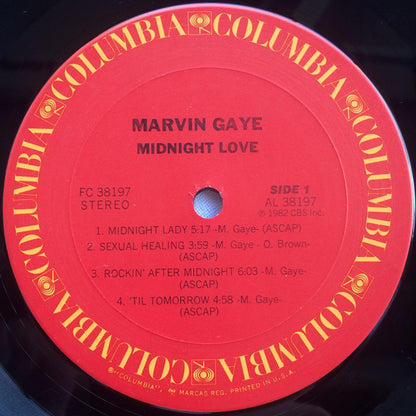 COLUMBIA COLUMBIA COLUMBIA COLUMBIA COLUMBIA COLUMBIA
MARVIN GAYE
MIDNIGHT LOVE
FC 38197
STEREO
SIDE 1
AL 38197
℗ 1982 CBS Inc.
1. MIDNIGHT LADY 5:17 -M. Gaye- (ASCAP)
2. SEXUAL HEALING 3:59 -M. Gaye - O. Brown-
(ASCAP)
3. ROCKIN' AFTER MIDNIGHT 6:03 -M. Gaye-
(ASCAP)
4. 'TIL TOMORROW 4:58 -M. Gaye-
(ASCAP)
®"COLUMBIA", MARCAS REG. PRINTED IN U.S.A.